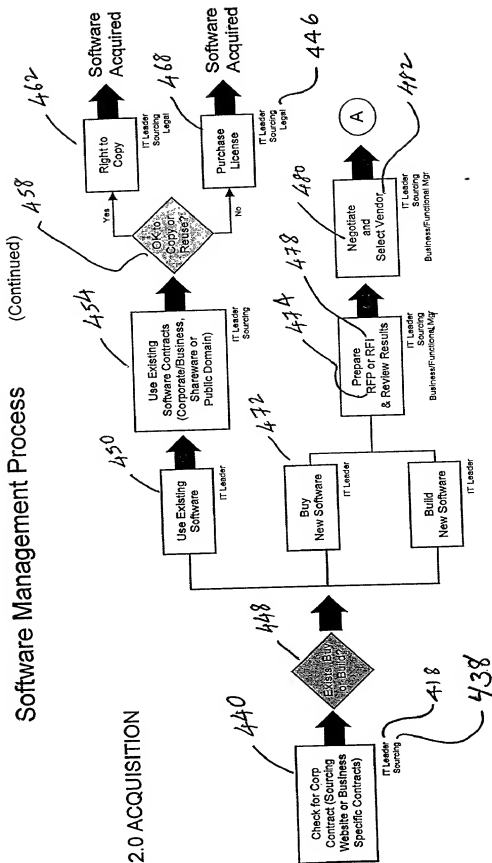 Software Management Process
(Continued)
2.0 ACQUISITION
440
Check for Corp
Contract (Sourcing
Website or Business
Specific Contracts)
IT Leader
Sourcing
418
438
448
Exists, Buy
or Build?
450
Use Existing
Software
IT Leader
454
Use Existing
Software Contracts
(Corporate/Business,
Shareware or
Public Domain)
IT Leader
Sourcing
458
OK to
Copy or
Reuse?
Yes
No
462
Right to
Copy
IT Leader
Sourcing
Legal
Software
Acquired
468
Purchase
License
IT Leader
Sourcing
Legal
446
Software
Acquired
472
Buy
New Software
IT Leader
Build
New Software
IT Leader
474
478
Prepare
RFP or RFI
& Review Results
IT Leader
Sourcing
Business/Functional Mgr
480
Negotiate
and
Select Vendor
IT Leader
Sourcing
Business/Functional Mgr
482
A